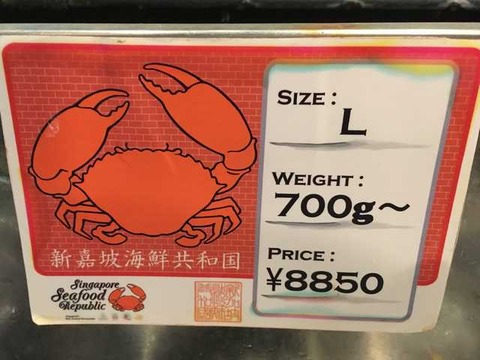 SIZE :
L
WEIGHT :
700g～
PRICE :
¥8850
新嘉坡海鮮共和国
Singapore
Seafood
Republic